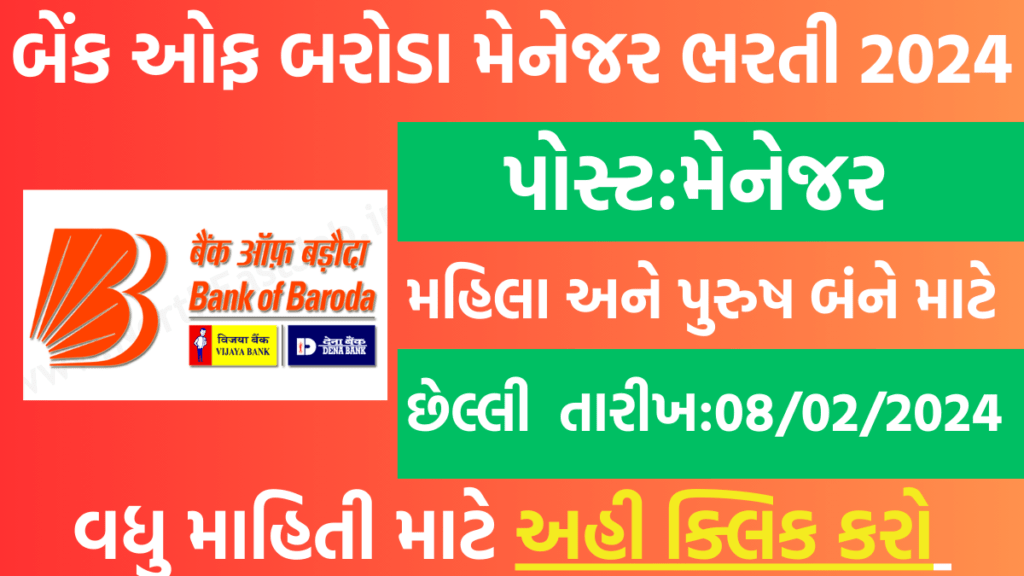 બેંક ઓફ બરોડા મેનેજર ભરતી 2024
પોસ્ટ:મેનેજર
बैंक ऑफ़ बड़ौदा
Bank of Baroda
विजया बैंक
VIJAYA BANK
देना बैंक
DENA BANK
મહિલા અને પુરુષ બંને માટે
છેલ્લી તારીખ:08/02/2024
વધુ માહિતી માટે અહી ક્લિક કરો